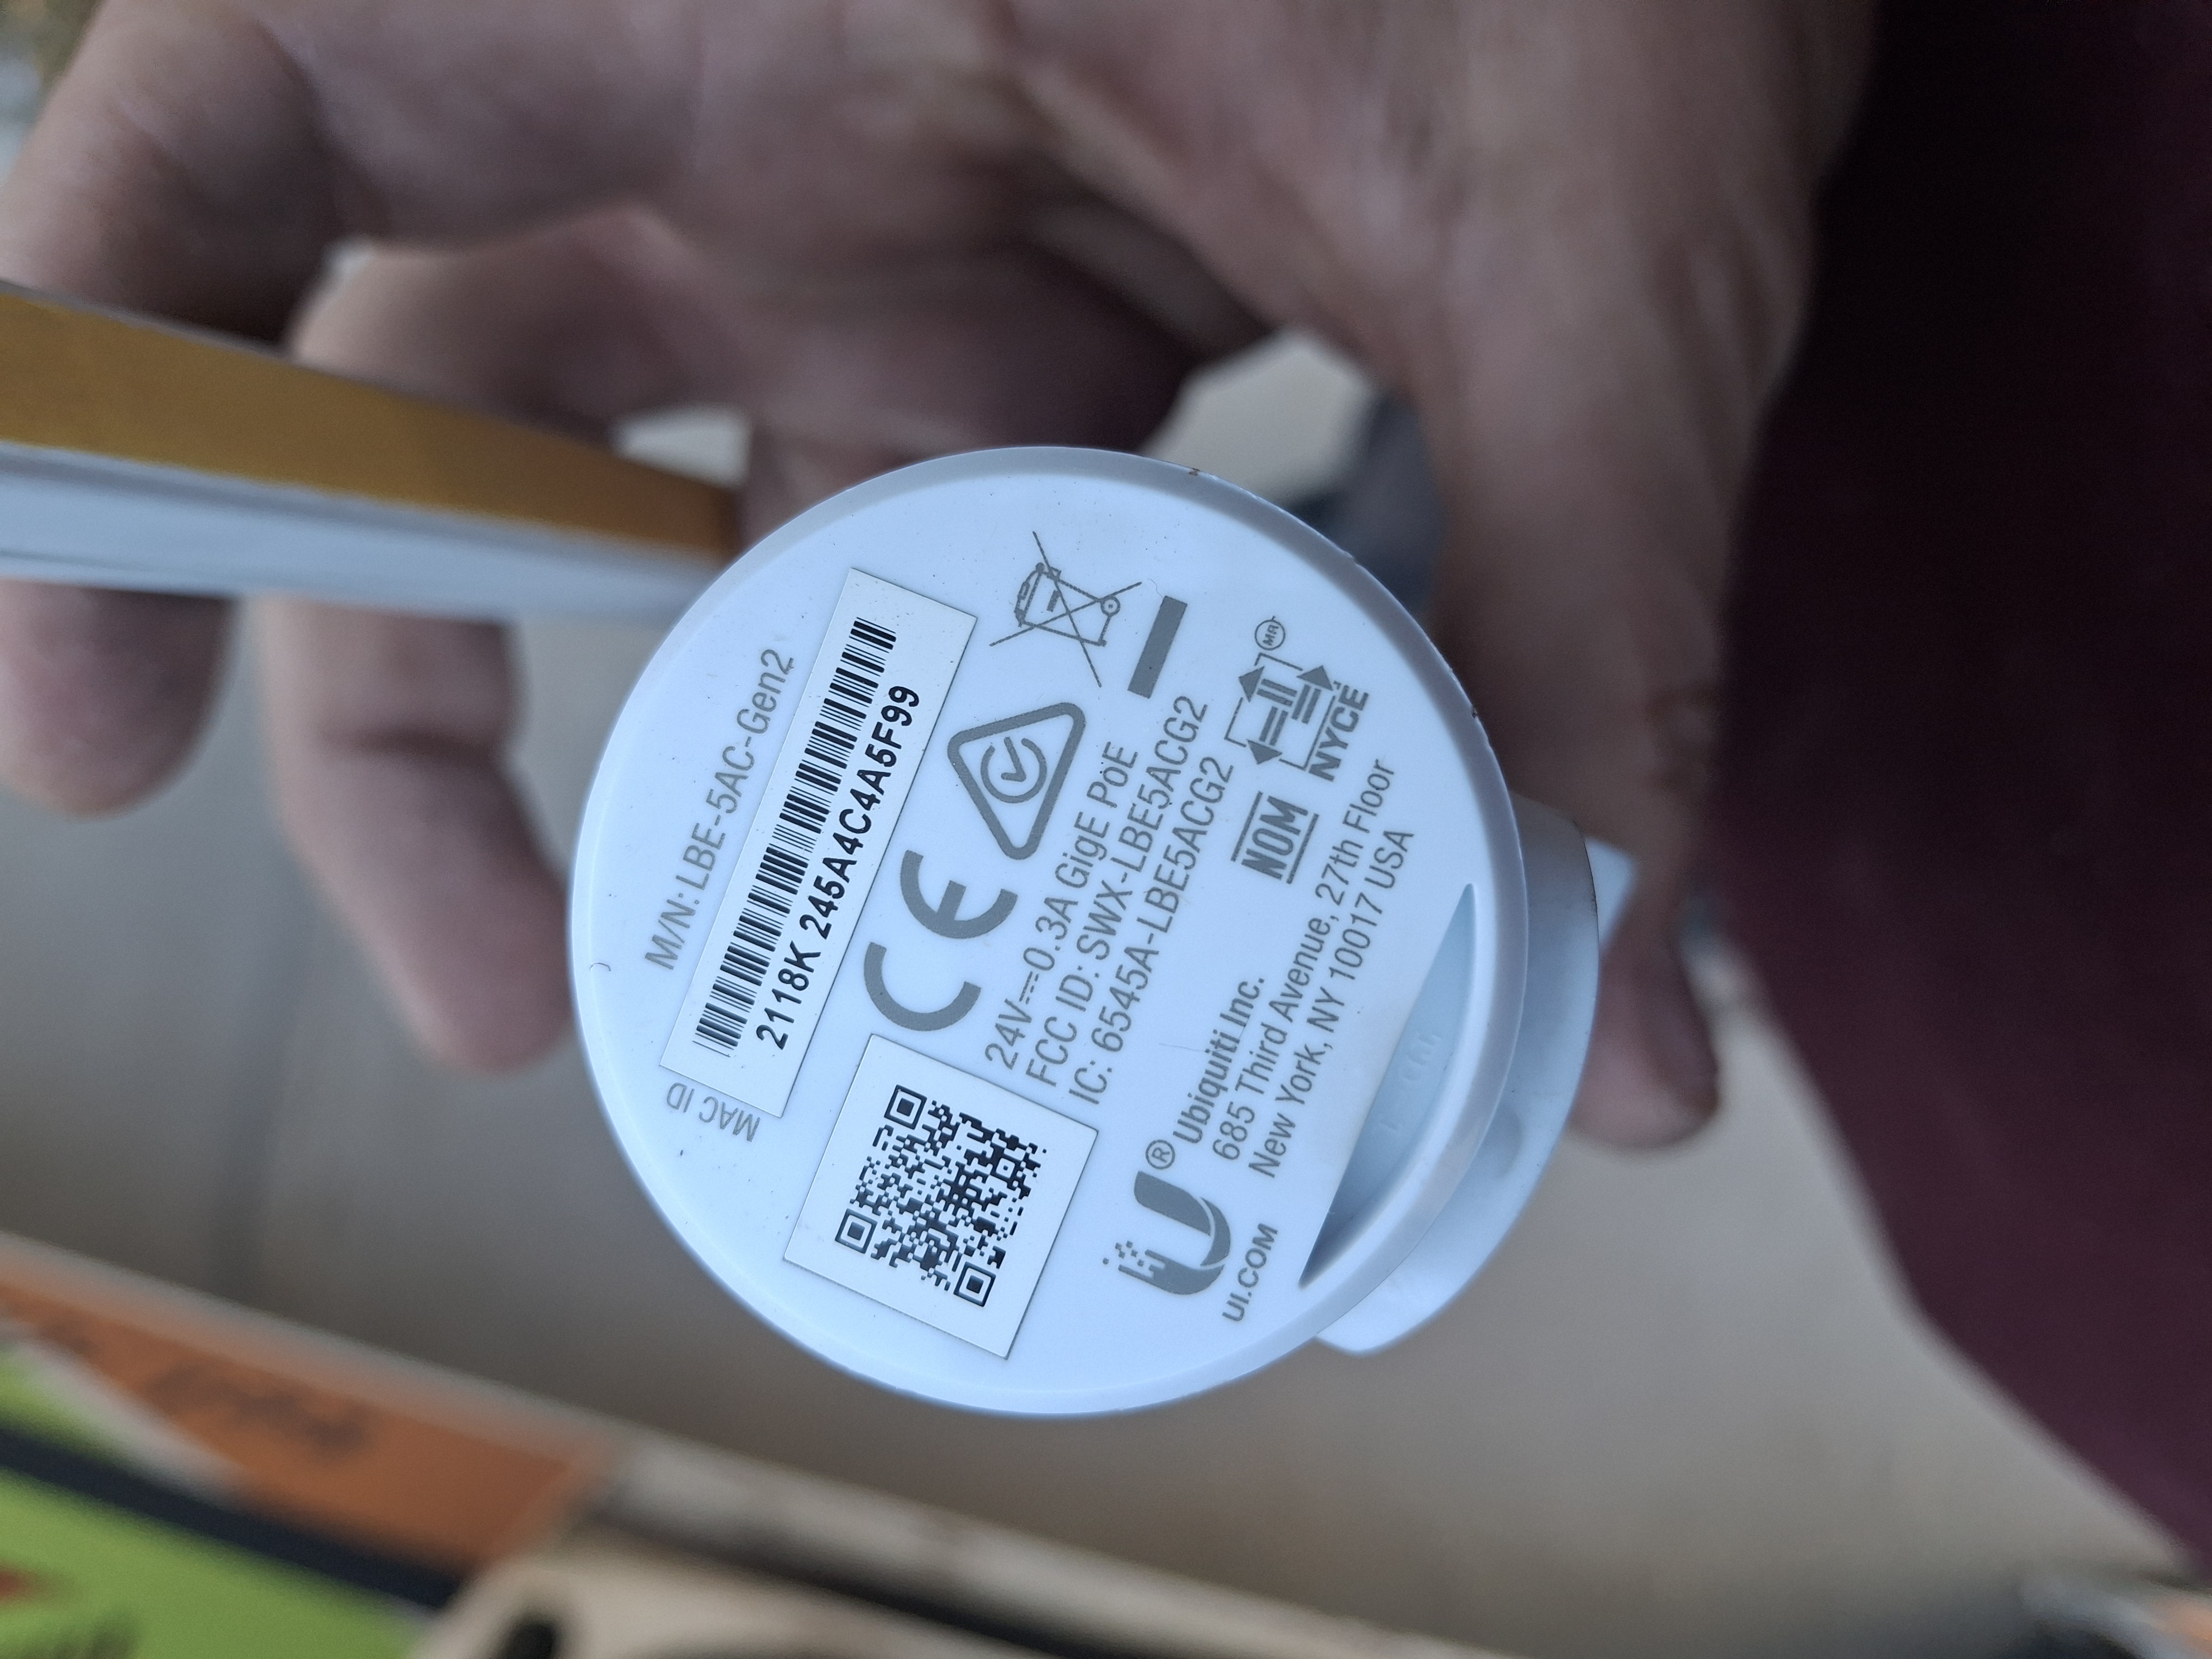 M/N: LBE-5AC-Gen2
MAC ID
2118K 245A4C4A5F99
24V⎓0.3A GigE PoE
FCC ID: SWX-LBE5ACG2
IC: 6545A-LBE5ACG2
NOM
NYCE
MR
U®
Ubiquiti Inc.
685 Third Avenue, 27th Floor
New York, NY 10017 USA
UI.COM